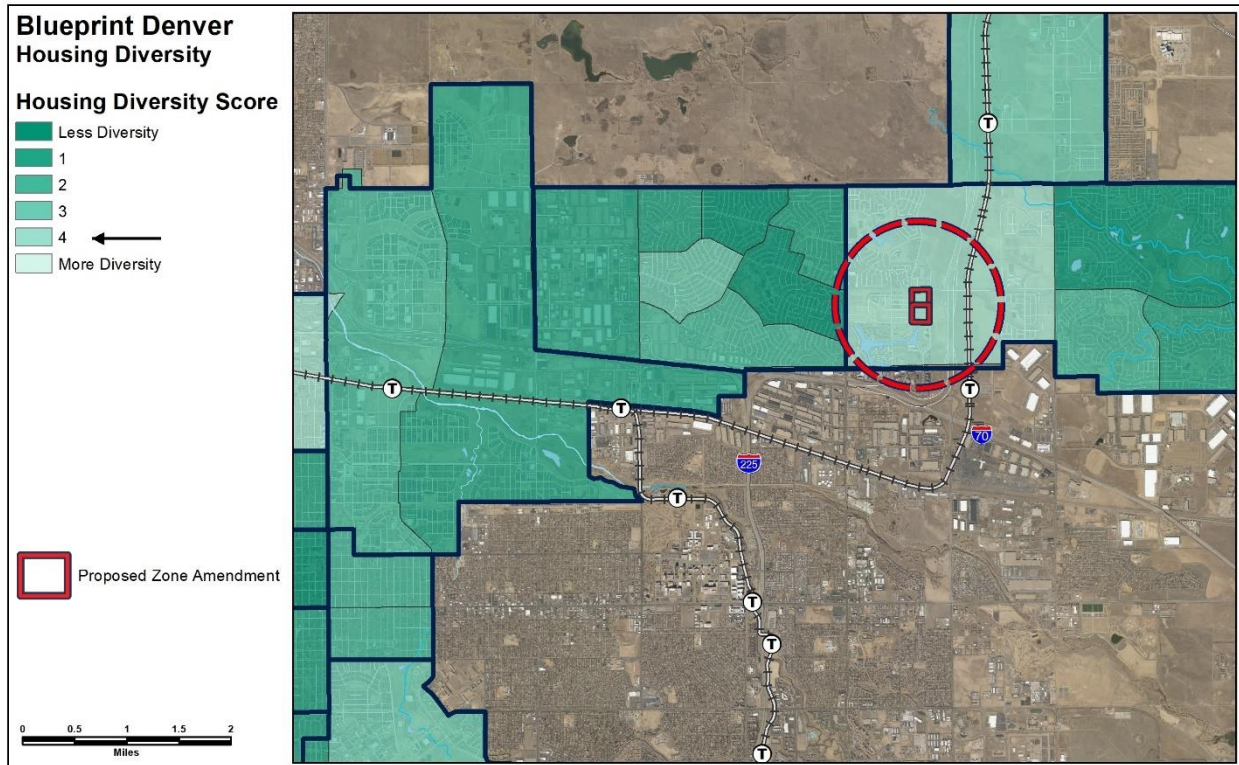 Blueprint Denver
Housing Diversity
Housing Diversity Score
Less Diversity
1
2
3
4
More Diversity
Proposed Zone Amendment
0 0.5 1 1.5 2
Miles
T
T
T
T
70
225
T
T
T
T